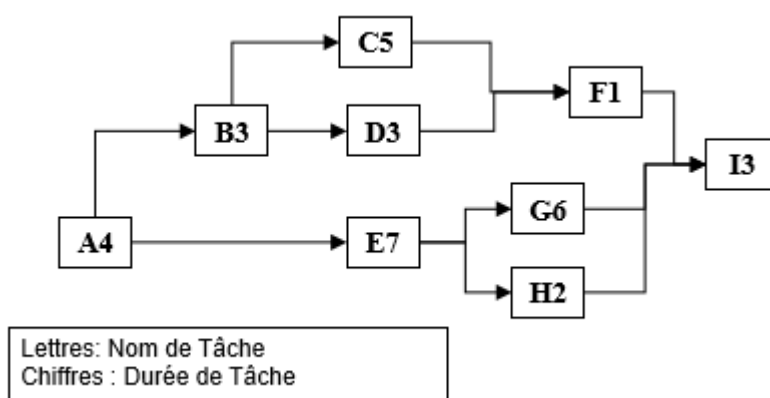 C5
F1
B3
D3
I3
G6
A4
E7
H2
Lettres: Nom de Tâche
Chiffres : Durée de Tâche